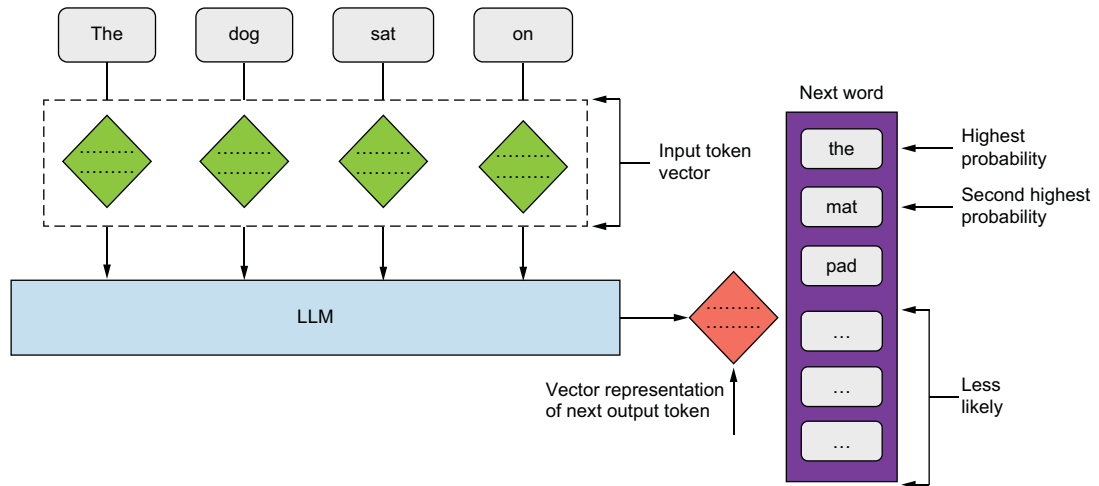 The
dog
sat
on
Input token
vector
LLM
Vector representation
of next output token
Next word
the
mat
pad
...
...
...
Highest
probability
Second highest
probability
Less
likely